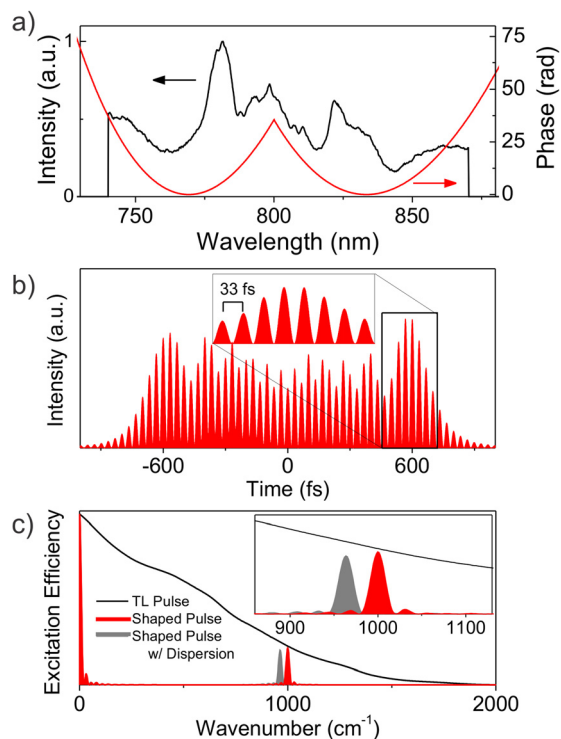 a)
Intensity (a.u.)
1
0
75
50
25
0
Phase (rad)
750
800
850
Wavelength (nm)
b)
Intensity (a.u.)
33 fs
-600
0
600
Time (fs)
c)
Excitation Efficiency
TL Pulse
Shaped Pulse
Shaped Pulse
w/ Dispersion
900
1000
1100
0
1000
2000
Wavenumber (cm⁻¹)